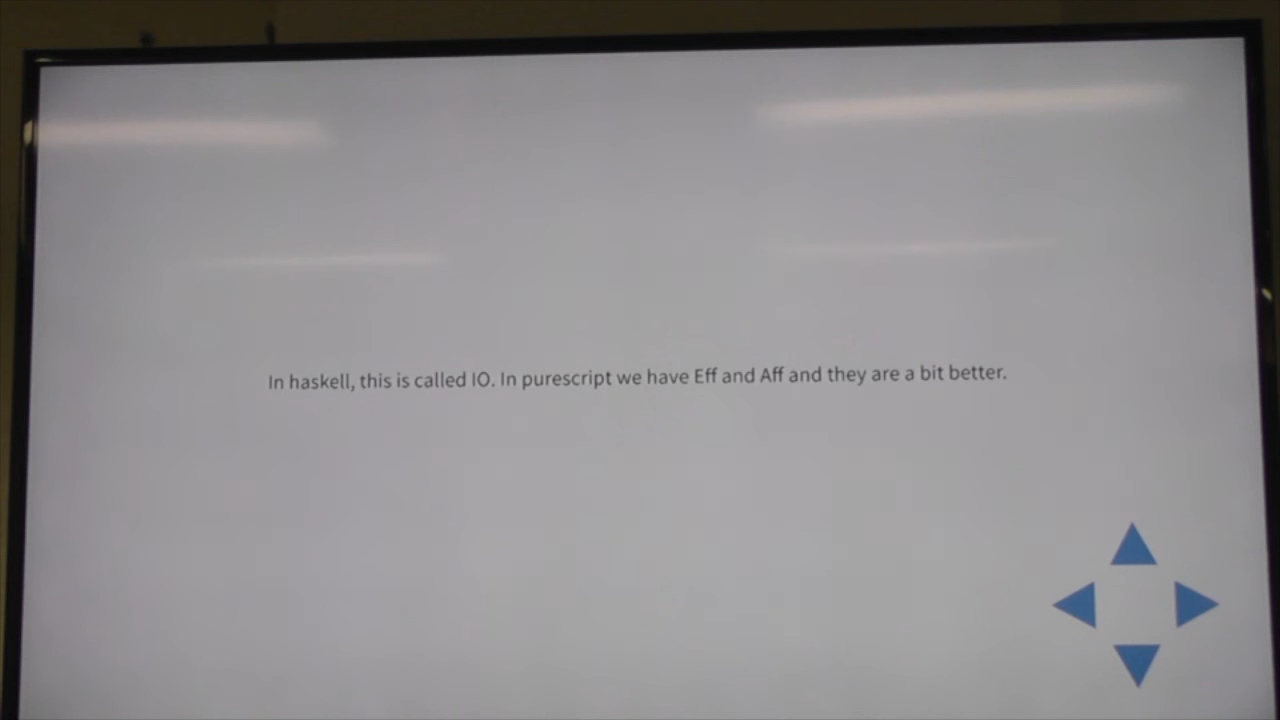 In haskell, this is called IO. In purescript we have Eff and Aff and they are a bit better.